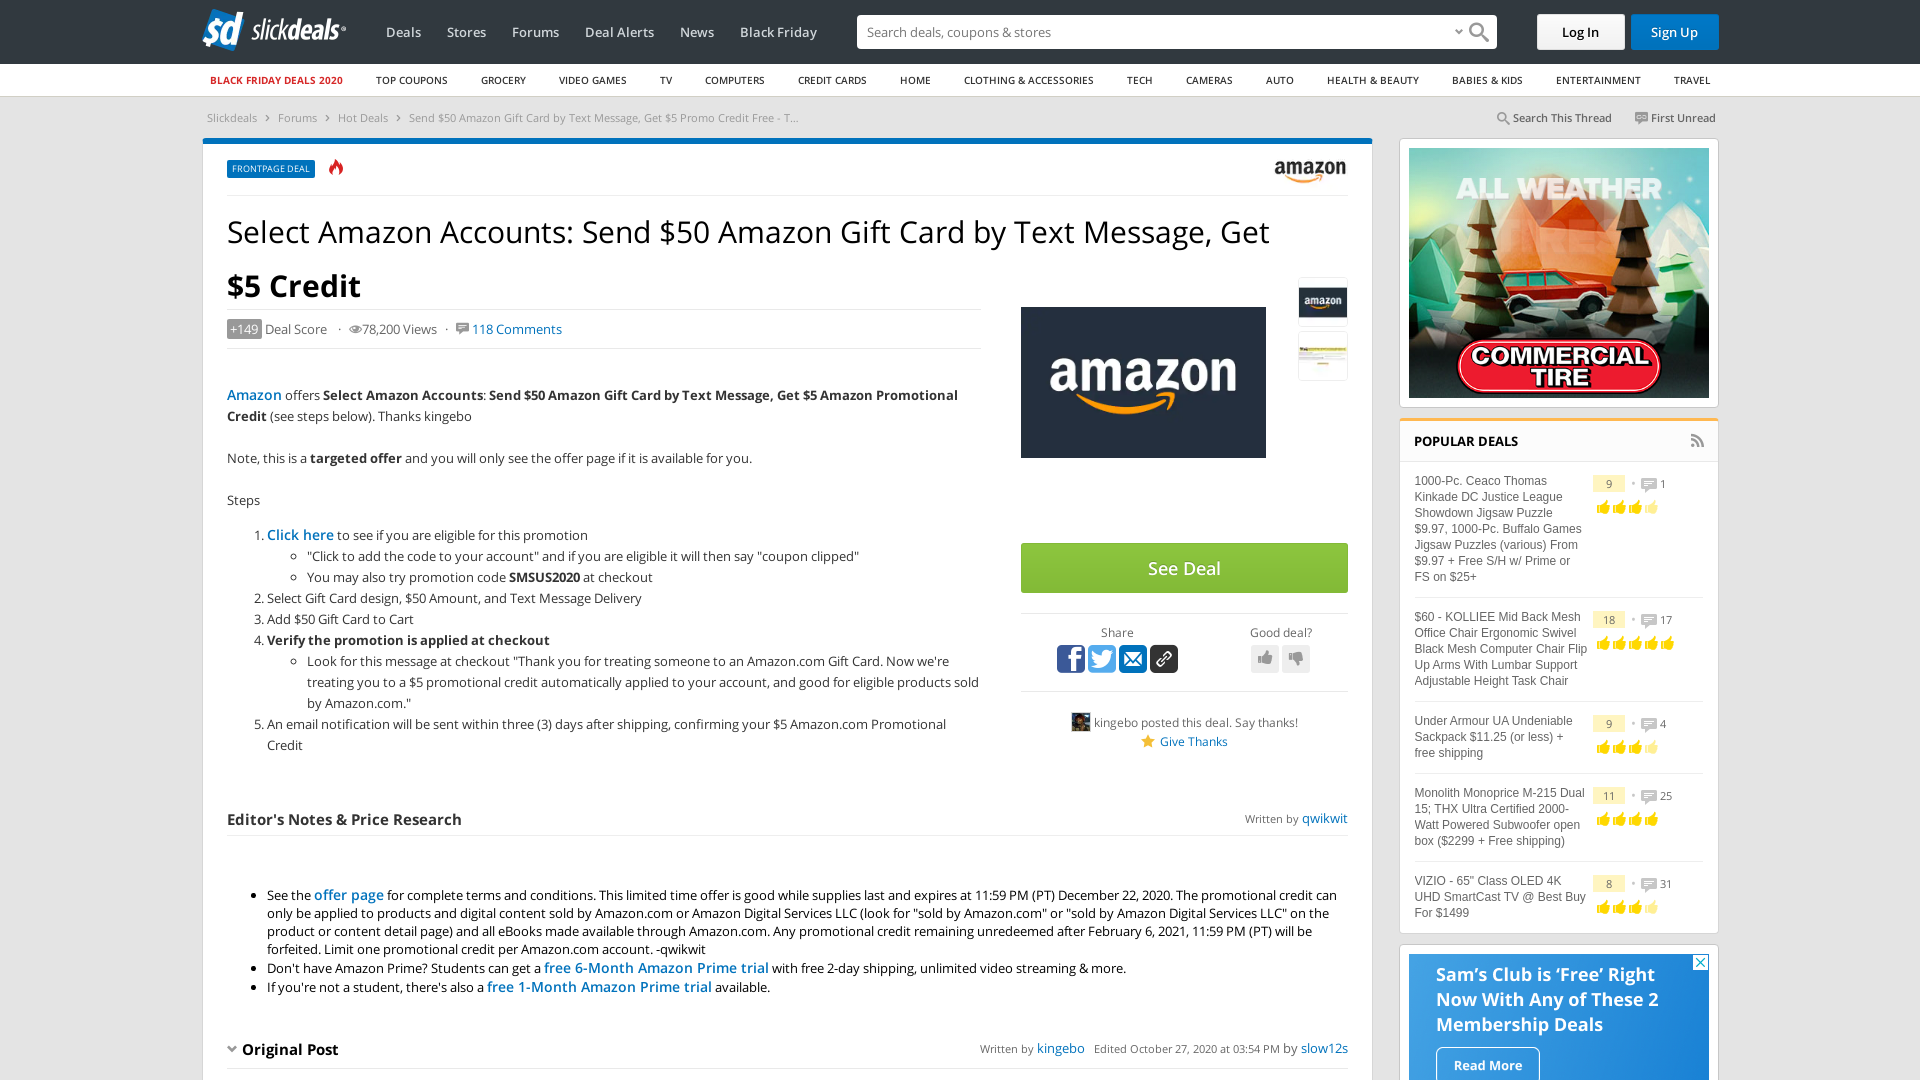 slickdeals
Deals
Stores
Forums
Deal Alerts
News
Black Friday
Search deals, coupons & stores
Log In
Sign Up
BLACK FRIDAY DEALS 2020
TOP COUPONS
GROCERY
VIDEO GAMES
TV
COMPUTERS
CREDIT CARDS
HOME
CLOTHING & ACCESSORIES
TECH
CAMERAS
AUTO
HEALTH & BEAUTY
BABIES & KIDS
ENTERTAINMENT
TRAVEL
Slickdeals > Forums > Hot Deals > Send $50 Amazon Gift Card by Text Message, Get $5 Promo Credit Free - T...
Search This Thread
First Unread
FRONTPAGE DEAL
amazon
Select Amazon Accounts: Send $50 Amazon Gift Card by Text Message, Get
$5 Credit
+149 Deal Score · 78,200 Views · 118 Comments
Amazon offers Select Amazon Accounts: Send $50 Amazon Gift Card by Text Message, Get $5 Amazon Promotional
Credit (see steps below). Thanks kingebo
Note, this is a targeted offer and you will only see the offer page if it is available for you.
Steps
1. Click here to see if you are eligible for this promotion
"Click to add the code to your account" and if you are eligible it will then say "coupon clipped"
You may also try promotion code SMSUS2020 at checkout
2. Select Gift Card design, $50 Amount, and Text Message Delivery
3. Add $50 Gift Card to Cart
4. Verify the promotion is applied at checkout
Look for this message at checkout "Thank you for treating someone to an Amazon.com Gift Card. Now we're
treating you to a $5 promotional credit automatically applied to your account, and good for eligible products sold
by Amazon.com."
5. An email notification will be sent within three (3) days after shipping, confirming your $5 Amazon.com Promotional
Credit
amazon
amazon
See Deal
Share
Good deal?
kingebo posted this deal. Say thanks!
Give Thanks
Editor's Notes & Price Research
Written by qwikwit
See the offer page for complete terms and conditions. This limited time offer is good while supplies last and expires at 11:59 PM (PT) December 22, 2020. The promotional credit can
only be applied to products and digital content sold by Amazon.com or Amazon Digital Services LLC (look for "sold by Amazon.com" or "sold by Amazon Digital Services LLC" on the
product or content detail page) and all eBooks made available through Amazon.com. Any promotional credit remaining unredeemed after February 6, 2021, 11:59 PM (PT) will be
forfeited. Limit one promotional credit per Amazon.com account. -qwikwit
Don't have Amazon Prime? Students can get a free 6-Month Amazon Prime trial with free 2-day shipping, unlimited video streaming & more.
If you're not a student, there's also a free 1-Month Amazon Prime trial available.
Original Post
Written by kingebo Edited October 27, 2020 at 03:54 PM by slow12s
ALL WEATHER
COMMERCIAL
TIRE
POPULAR DEALS
1000-Pc. Ceaco Thomas
Kinkade DC Justice League
Showdown Jigsaw Puzzle
$9.97, 1000-Pc. Buffalo Games
Jigsaw Puzzles (various) From
$9.97 + Free S/H w/ Prime or
FS on $25+
9 • 1
$60 - KOLLIEE Mid Back Mesh
Office Chair Ergonomic Swivel
Black Mesh Computer Chair Flip
Up Arms With Lumbar Support
Adjustable Height Task Chair
18 • 17
Under Armour UA Undeniable
Sackpack $11.25 (or less) +
free shipping
9 • 4
Monolith Monoprice M-215 Dual
15; THX Ultra Certified 2000-
Watt Powered Subwoofer open
box ($2299 + Free shipping)
11 • 25
VIZIO - 65" Class OLED 4K
UHD SmartCast TV @ Best Buy
For $1499
8 • 31
Sam's Club is 'Free' Right
Now With Any of These 2
Membership Deals
Read More